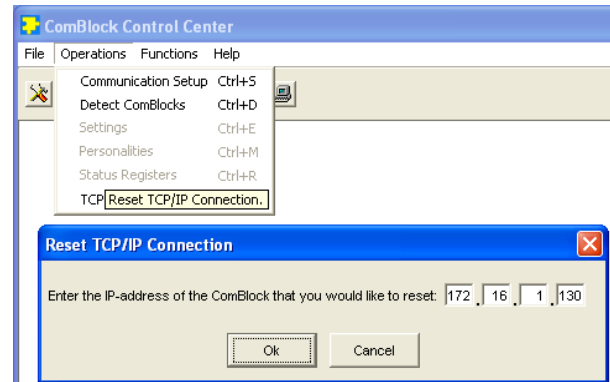 ComBlock Control Center
File Operations Functions Help
Communication Setup Ctrl+S
Detect ComBlocks Ctrl+D
Settings Ctrl+E
Personalities Ctrl+M
Status Registers Ctrl+R
TCP Reset TCP/IP Connection.
Reset TCP/IP Connection
Enter the IP-address of the ComBlock that you would like to reset: 172 . 16 . 1 . 130
Ok Cancel